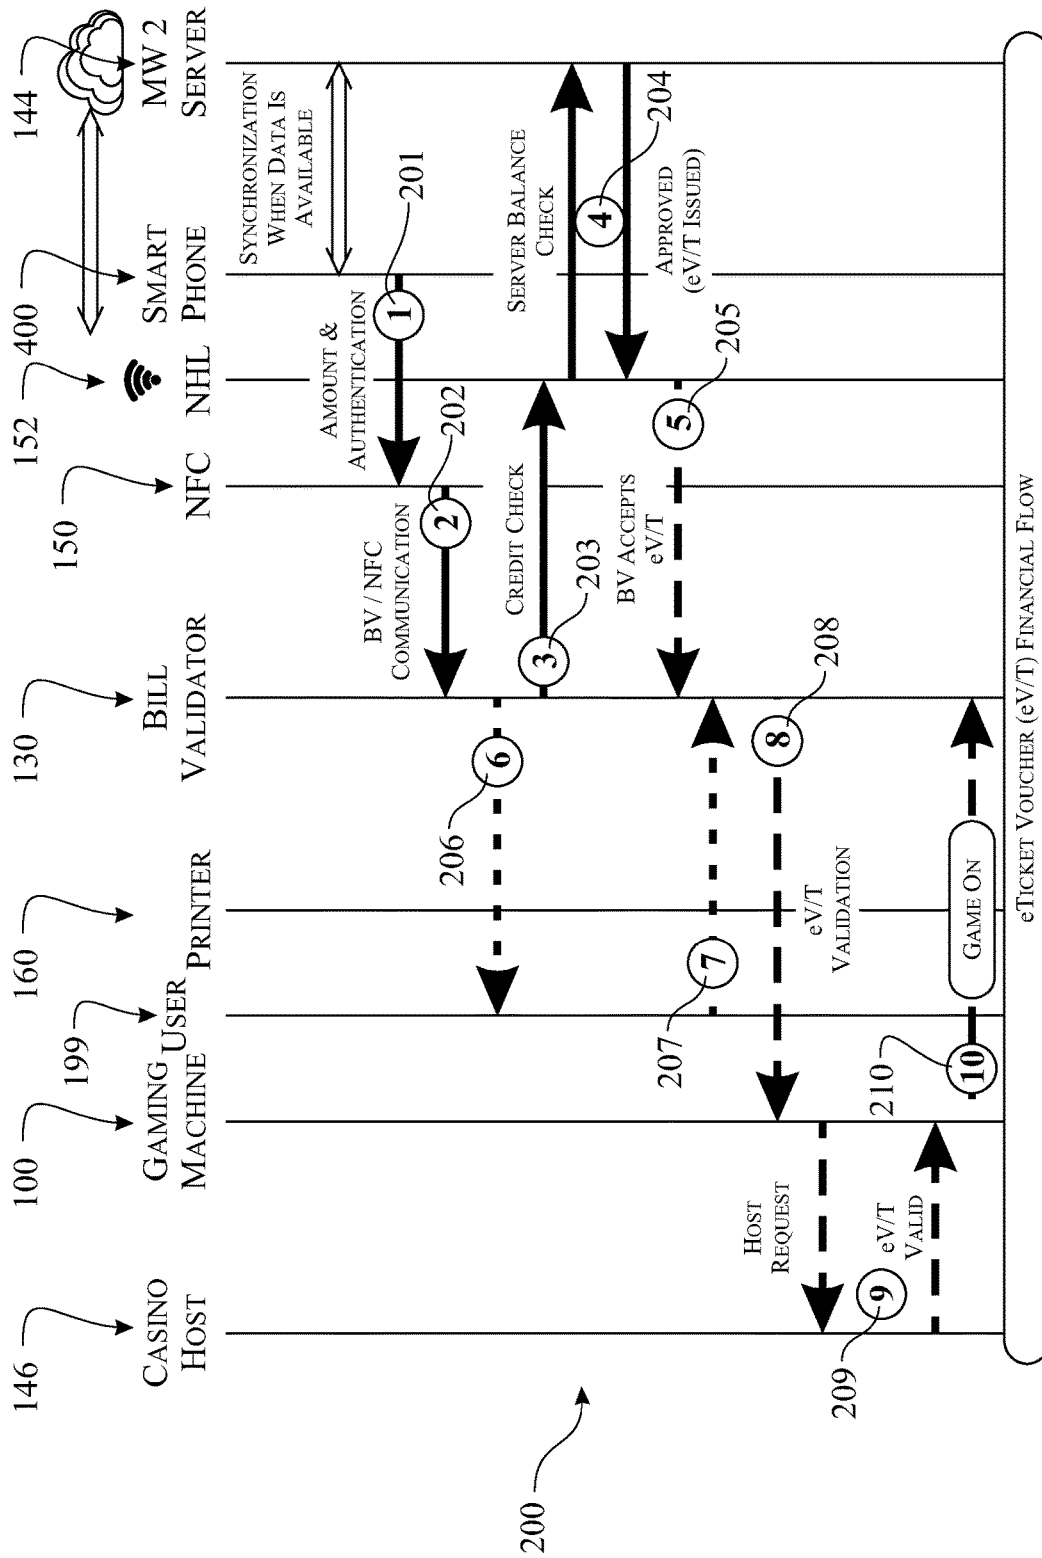 146
100
199
160
130
150
152
400
144
CASINO
HOST
GAMING
MACHINE
USER
PRINTER
BILL
VALIDATOR
NFC
NHL
SMART
PHONE
MW 2
SERVER
SYNCHRONIZATION
WHEN DATA IS
AVAILABLE
AMOUNT &
AUTHENTICATION
1
201
BV / NFC
COMMUNICATION
2
202
6
206
CREDIT CHECK
3
203
SERVER BALANCE
CHECK
4
204
APPROVED
(eV/T ISSUED)
BV ACCEPTS
eV/T
5
205
7
207
8
208
eV/T
VALIDATION
HOST
REQUEST
9
209
eV/T
VALID
10
210
GAME ON
200
eTICKET VOUCHER (eV/T) FINANCIAL FLOW